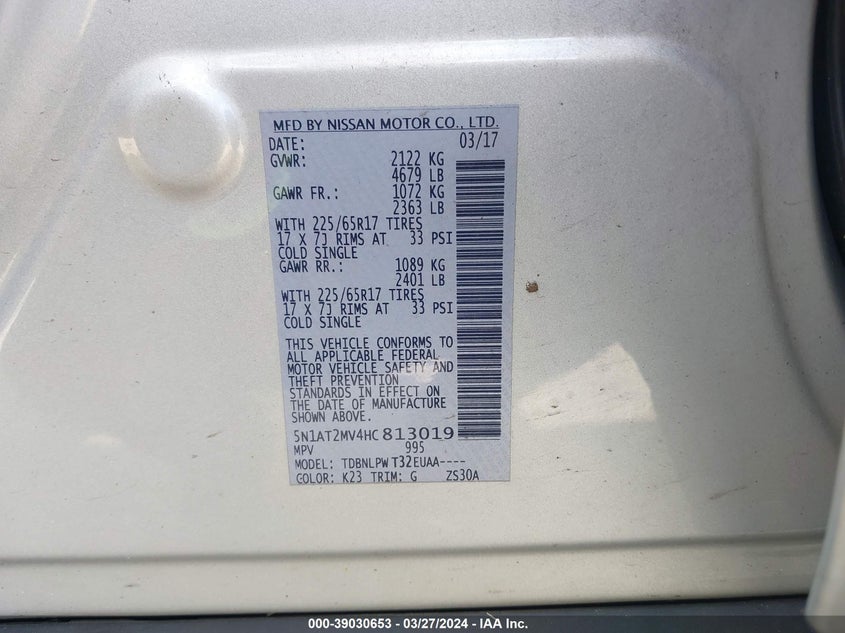 MFD BY NISSAN MOTOR CO., LTD.
DATE: 03/17
GVWR: 2122 KG
4679 LB
GAWR FR.: 1072 KG
2363 LB
WITH 225/65R17 TIRES
17 X 7J RIMS AT 33 PSI
COLD SINGLE
GAWR RR.: 1089 KG
2401 LB
WITH 225/65R17 TIRES
17 X 7J RIMS AT 33 PSI
COLD SINGLE
THIS VEHICLE CONFORMS TO
ALL APPLICABLE FEDERAL
MOTOR VEHICLE SAFETY AND
THEFT PREVENTION
STANDARDS IN EFFECT ON
THE DATE OF MANUFACTURE
SHOWN ABOVE.
5N1AT2MV4HC813019
MPV 995
MODEL: TDBNLPW T32EUAA----
COLOR: K23 TRIM: G ZS30A
000-39030653 - 03/27/2024 - IAA Inc.